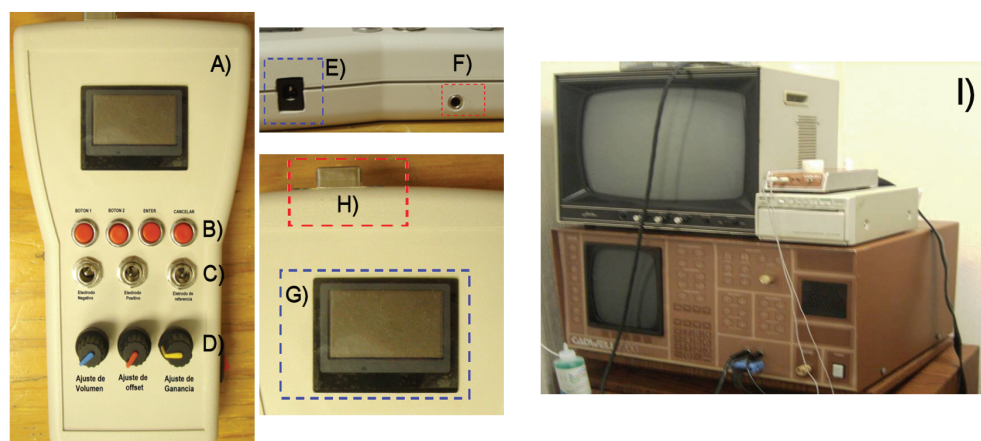 A)
BOTON 1 BOTON 2 ENTER CANCELAR
B)
C)
Electrodo Negativo
Electrodo Positivo
Eletrodo de referencia
D)
Ajuste de Volumen
Ajuste de offset
Ajuste de Ganancia
E)
F)
H)
G)
I)
CADWELL